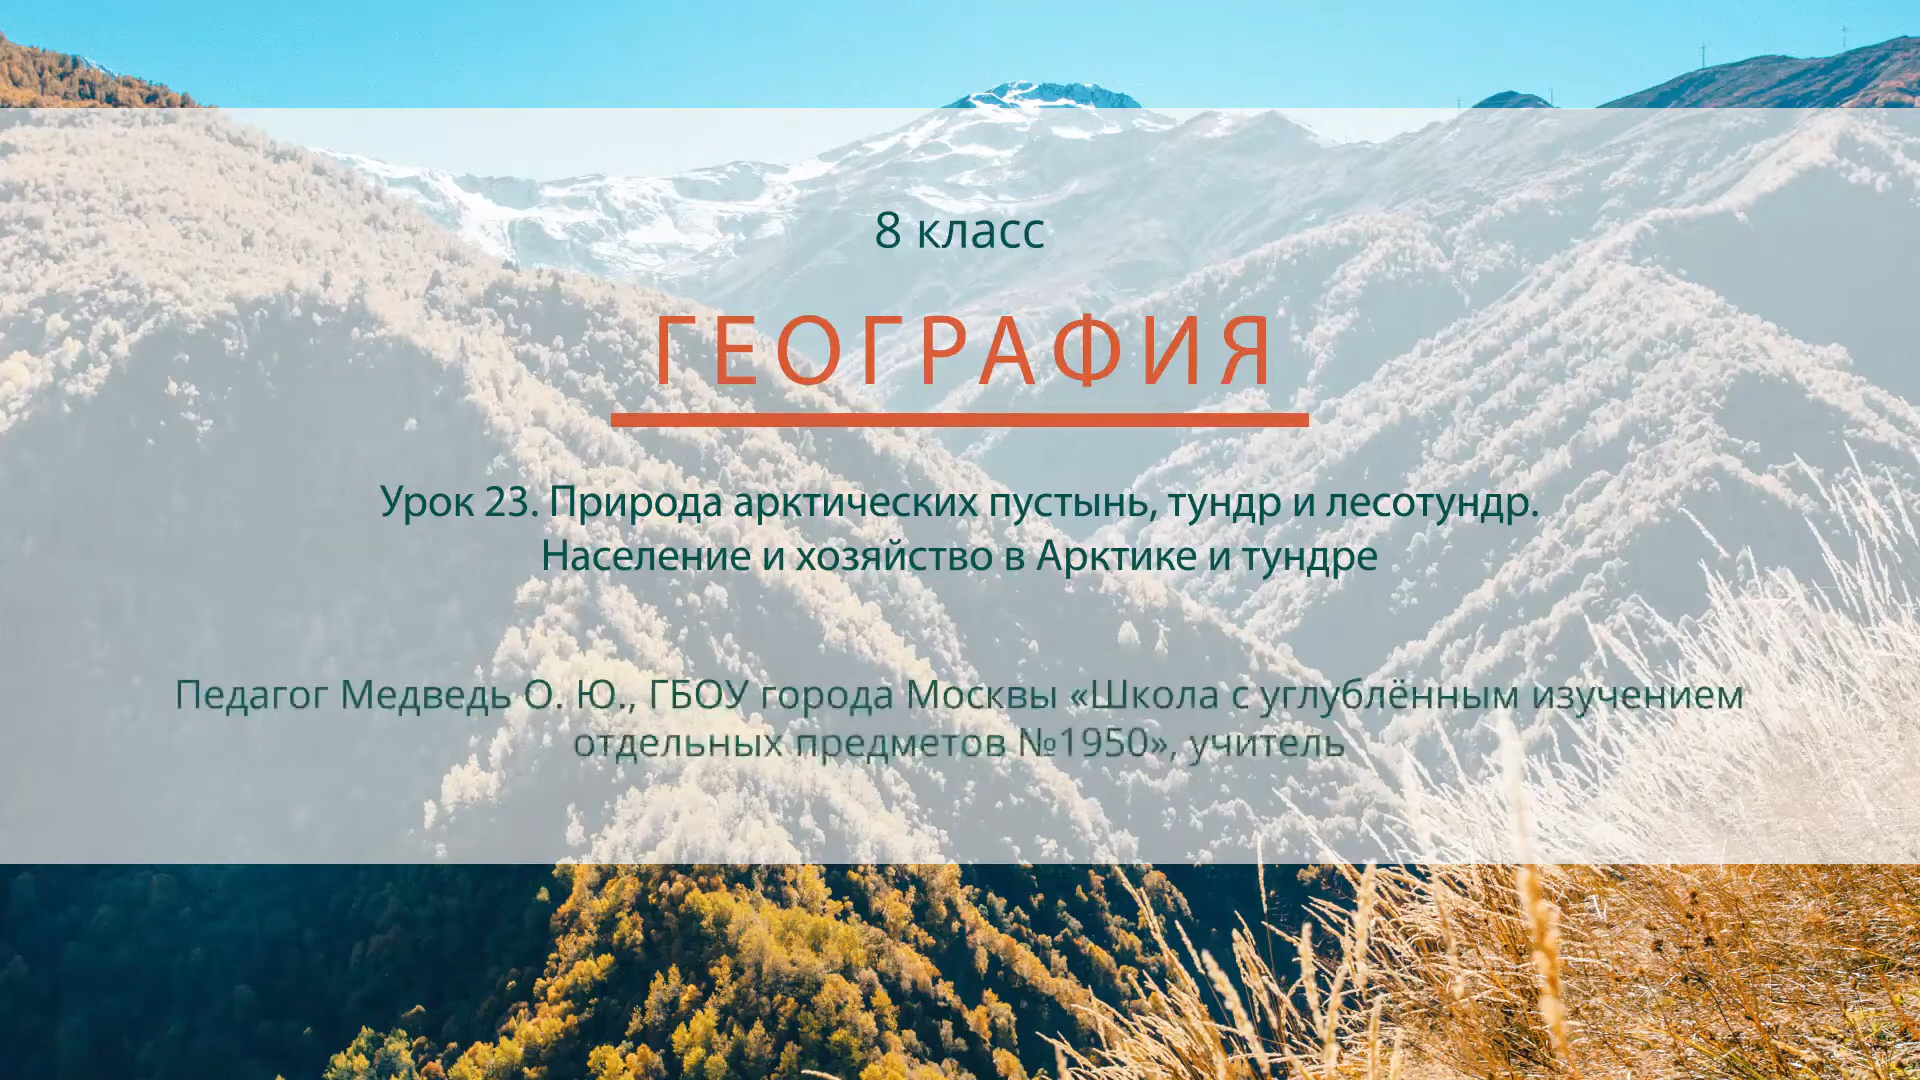 8 класс
ГЕОГРАФИЯ
Урок 23. Природа арктических пустынь, тундр и лесотундр.
Население и хозяйство в Арктике и тундре
Педагог Медведь О. Ю., ГБОУ города Москвы «Школа с углублённым изучением
отдельных предметов №1950», учитель